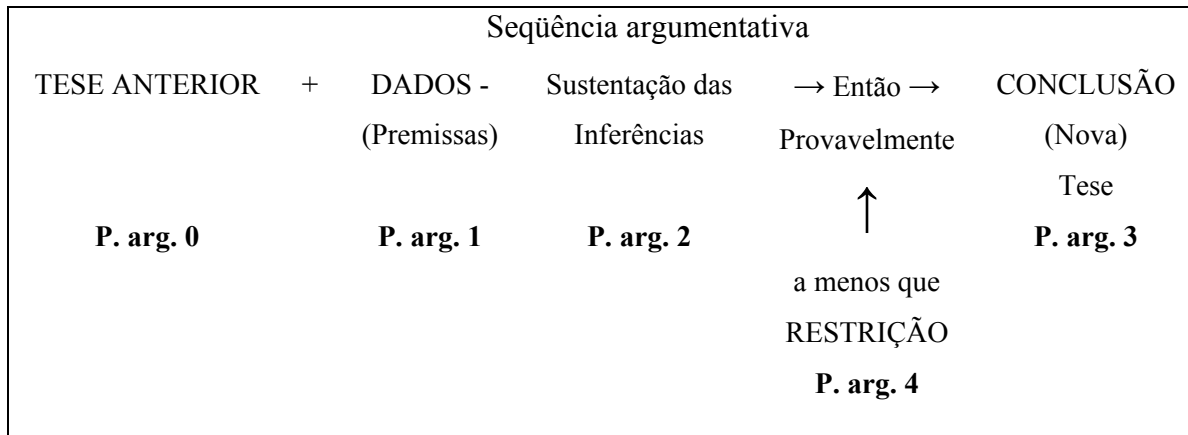 Seqüência argumentativa
TESE ANTERIOR + DADOS - Sustentação das → Então → CONCLUSÃO
(Premissas) Inferências Provavelmente (Nova)
Tese
P. arg. 0 P. arg. 1 P. arg. 2 ↑ P. arg. 3
a menos que
RESTRIÇÃO
P. arg. 4